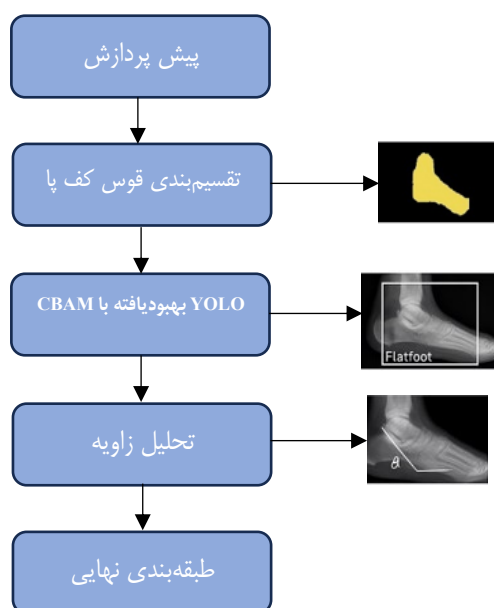 پیش پردازش
تقسیم‌بندی قوس کف پا
YOLO بهبودیافته با CBAM
Flatfoot
تحلیل زاویه
θ
طبقه‌بندی نهایی